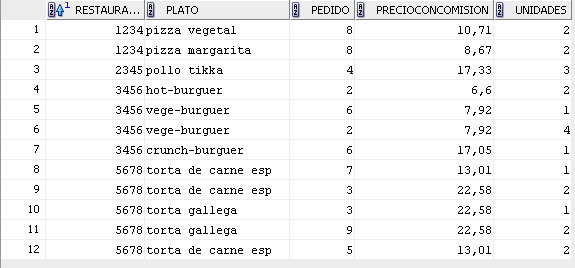 RESTAURA... PLATO PEDIDO PRECIOCONCOMISION UNIDADES
1 1234 pizza vegetal 8 10,71 2
2 1234 pizza margarita 8 8,67 2
3 2345 pollo tikka 4 17,33 3
4 3456 hot-burguer 2 6,6 2
5 3456 vege-burguer 6 7,92 1
6 3456 vege-burguer 2 7,92 4
7 3456 crunch-burguer 6 17,05 1
8 5678 torta de carne esp 7 13,01 1
9 5678 torta de carne esp 3 22,58 2
10 5678 torta gallega 3 22,58 1
11 5678 torta gallega 9 22,58 2
12 5678 torta de carne esp 5 13,01 2